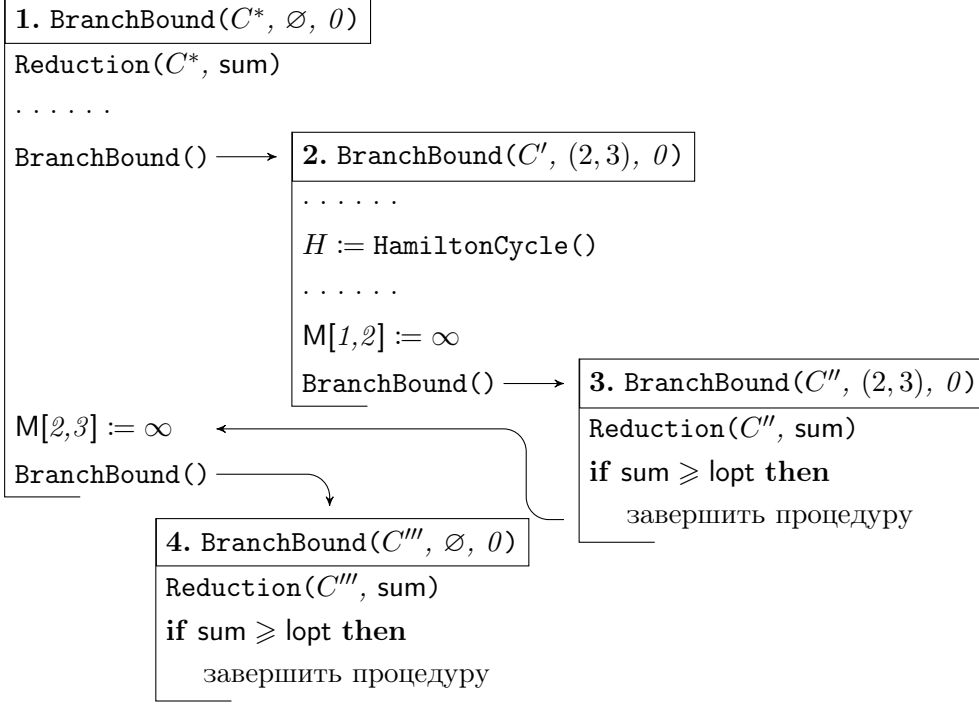 1. BranchBound(C*, ∅, 0)
Reduction(C*, sum)
. . . . . .
BranchBound()
2. BranchBound(C′, (2, 3), 0)
. . . . . .
H := HamiltonCycle()
. . . . . .
M[1,2] := ∞
BranchBound()
3. BranchBound(C″, (2, 3), 0)
Reduction(C″, sum)
if sum ⩾ lopt then
завершить процедуру
M[2,3] := ∞
BranchBound()
4. BranchBound(C‴, ∅, 0)
Reduction(C‴, sum)
if sum ⩾ lopt then
завершить процедуру